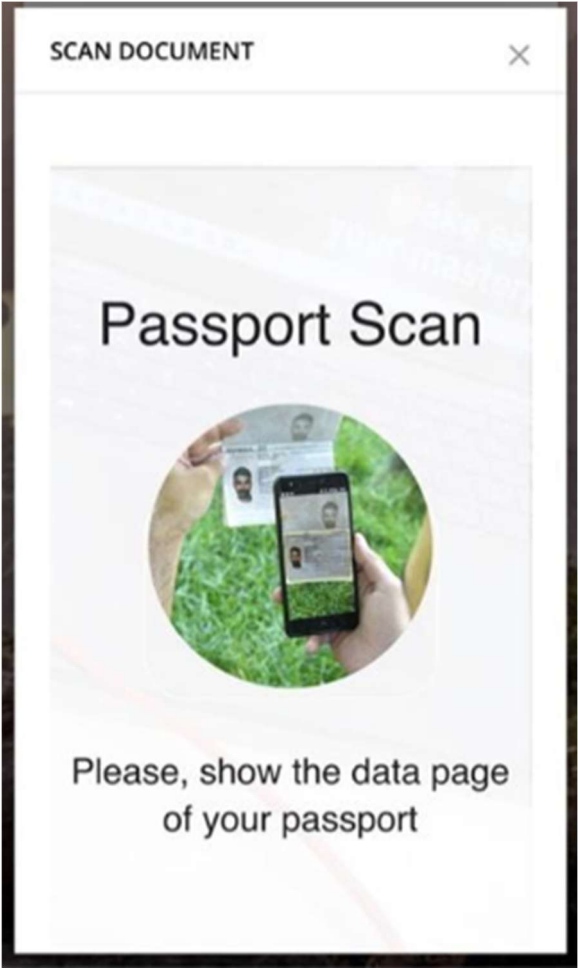 SCAN DOCUMENT
Passport Scan
Please, show the data page
of your passport